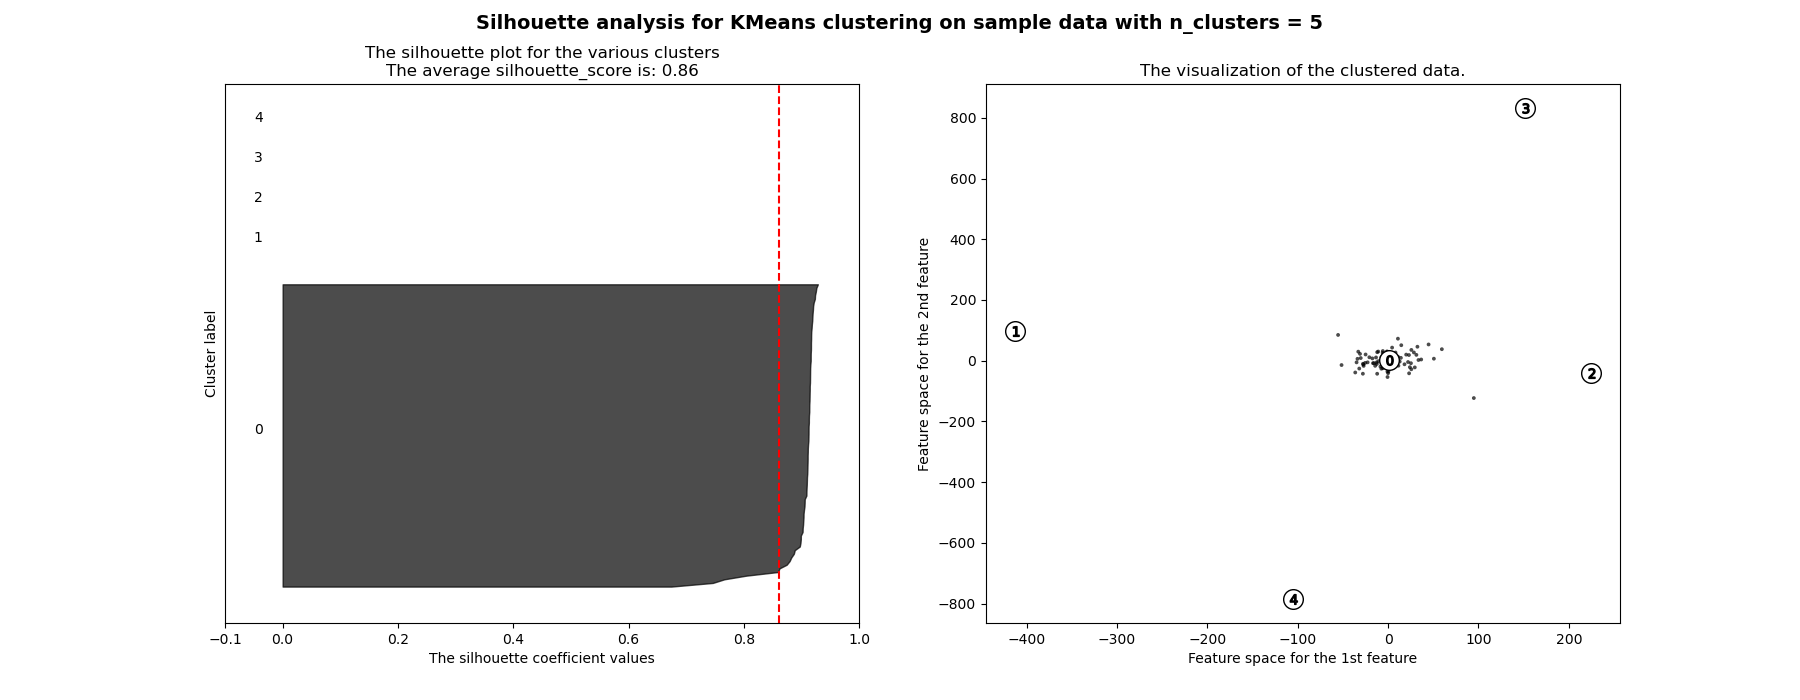 Silhouette analysis for KMeans clustering on sample data with n_clusters = 5
The silhouette plot for the various clusters
The average silhouette_score is: 0.86
4
3
2
1
0
Cluster label
−0.1 0.0 0.2 0.4 0.6 0.8 1.0
The silhouette coefficient values
The visualization of the clustered data.
800
600
400
200
0
−200
−400
−600
−800
Feature space for the 2nd feature
3
1
0
2
4
−400 −300 −200 −100 0 100 200
Feature space for the 1st feature